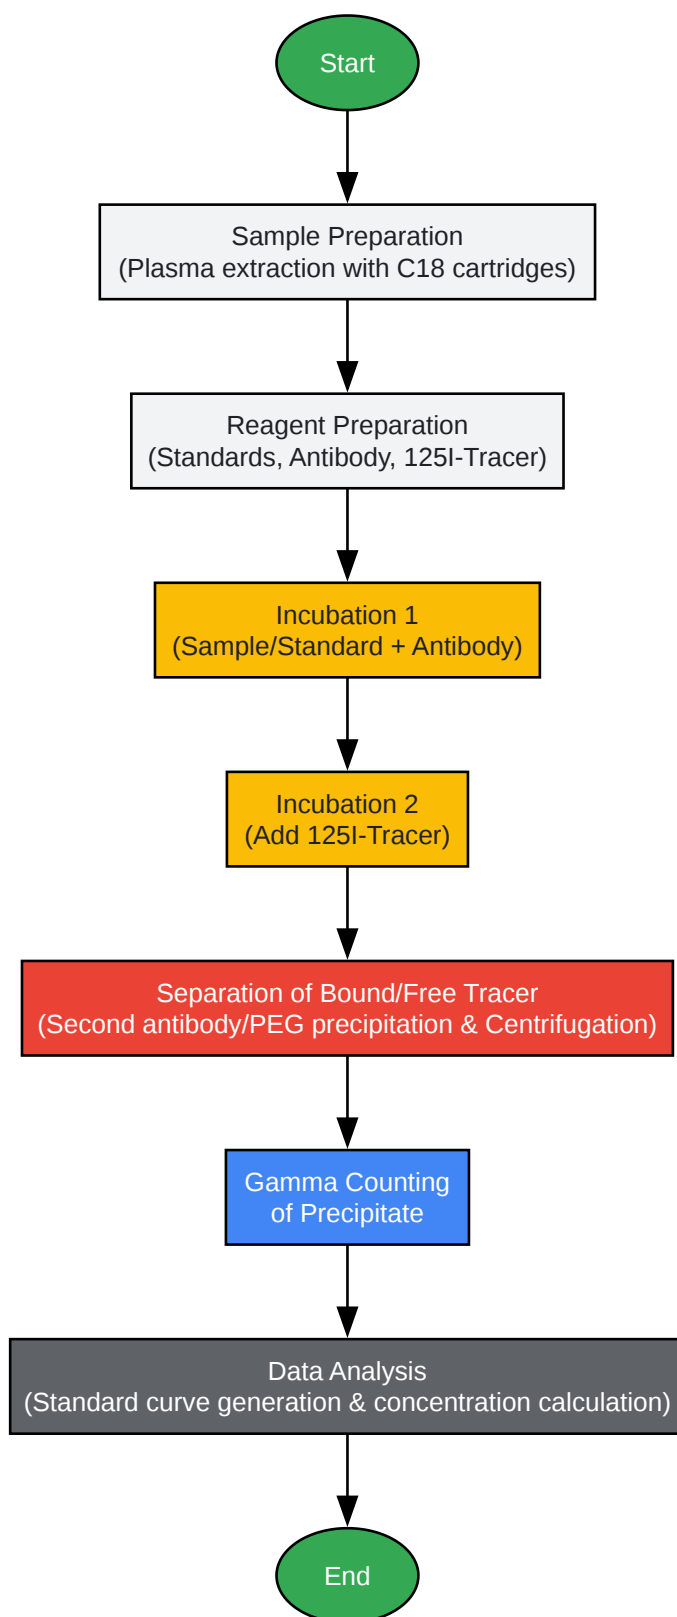 Start
Sample Preparation
(Plasma extraction with C18 cartridges)
Reagent Preparation
(Standards, Antibody, 125I-Tracer)
Incubation 1
(Sample/Standard + Antibody)
Incubation 2
(Add 125I-Tracer)
Separation of Bound/Free Tracer
(Second antibody/PEG precipitation & Centrifugation)
Gamma Counting
of Precipitate
Data Analysis
(Standard curve generation & concentration calculation)
End